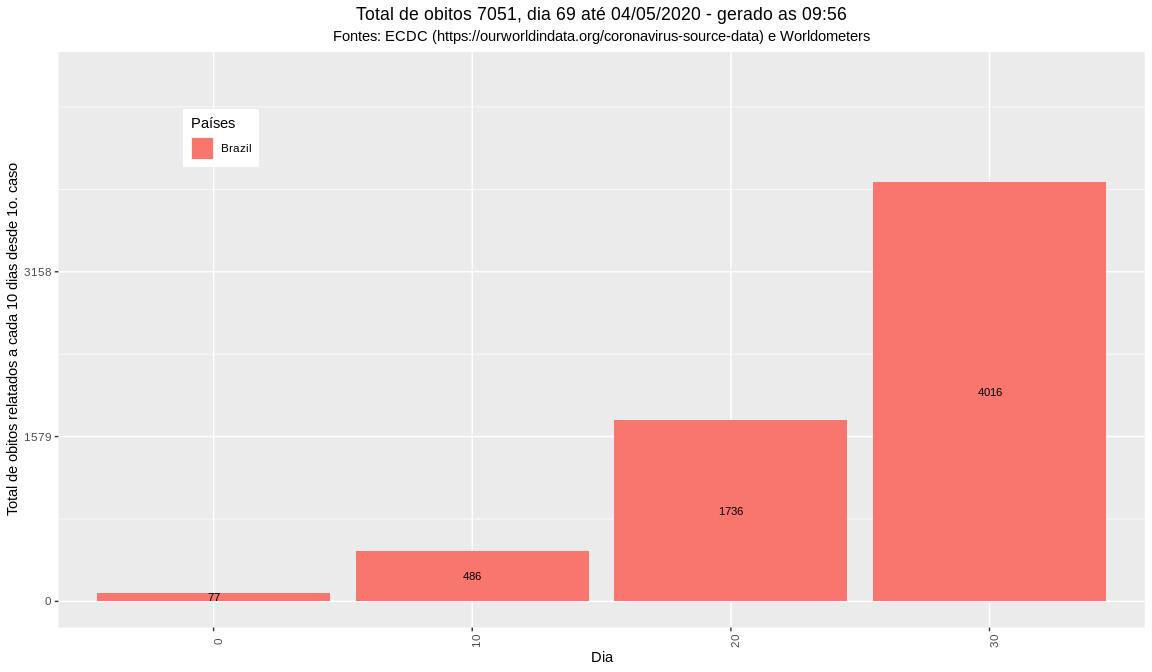 Total de obitos 7051, dia 69 até 04/05/2020 - gerado as 09:56
Fontes: ECDC (https://ourworldindata.org/coronavirus-source-data) e Worldometers
Total de obitos relatados a cada 10 dias desde 1o. caso
3158
1579
0
Países
Brazil
77
486
1736
4016
0
10
20
30
Dia